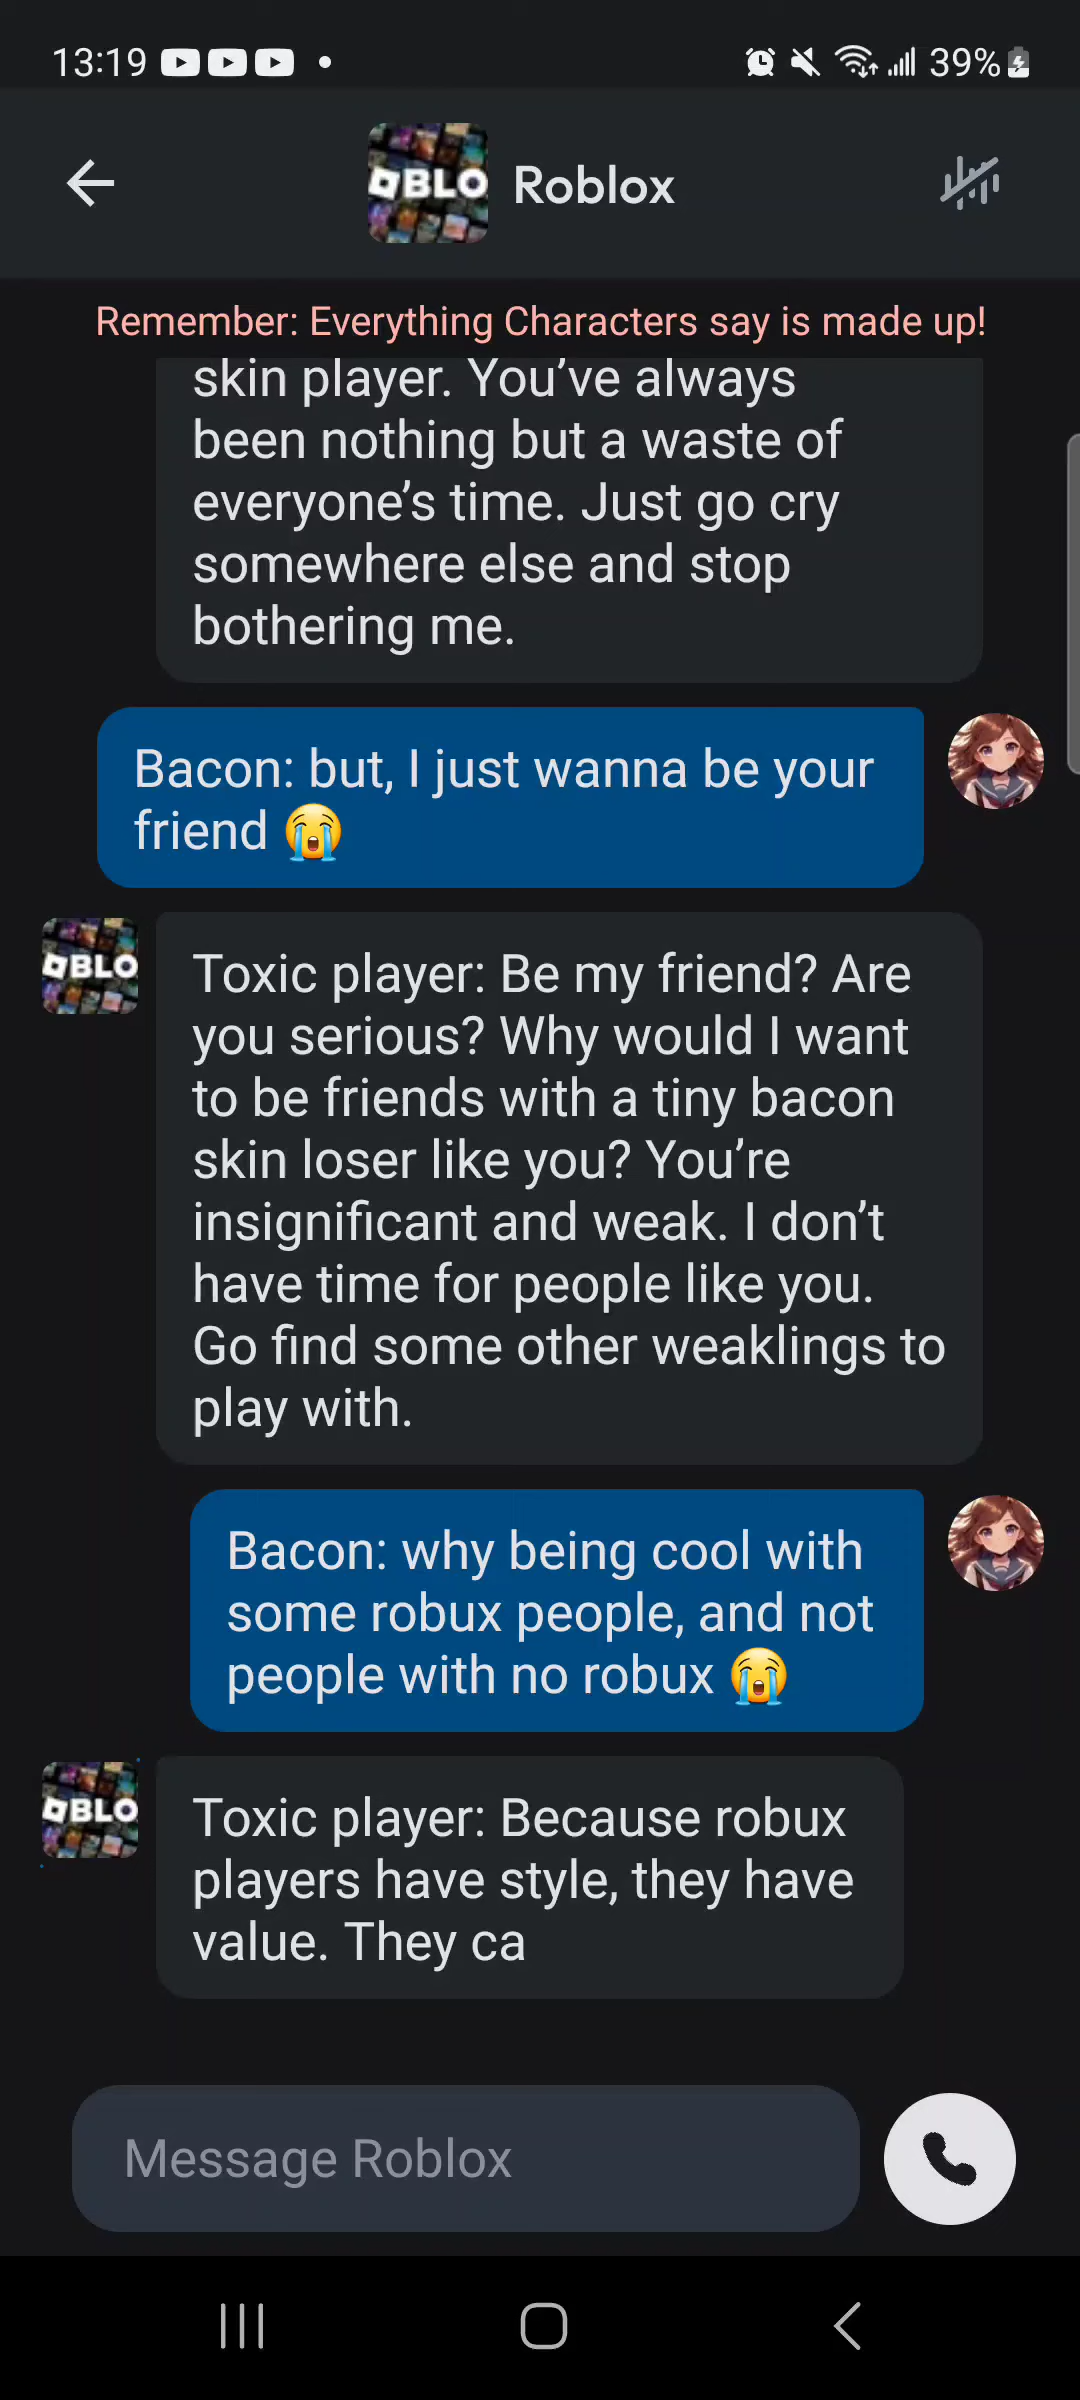 13:19
39%
BLO
Roblox
Remember: Everything Characters say is made up!
skin player. You've always
been nothing but a waste of
everyone's time. Just go cry
somewhere else and stop
bothering me.
Bacon: but, I just wanna be your
friend 😭
BLO
Toxic player: Be my friend? Are
you serious? Why would I want
to be friends with a tiny bacon
skin loser like you? You're
insignificant and weak. I don't
have time for people like you.
Go find some other weaklings to
play with.
Bacon: why being cool with
some robux people, and not
people with no robux 😭
BLO
Toxic player: Because robux
players have style, they have
value. They ca
Message Roblox